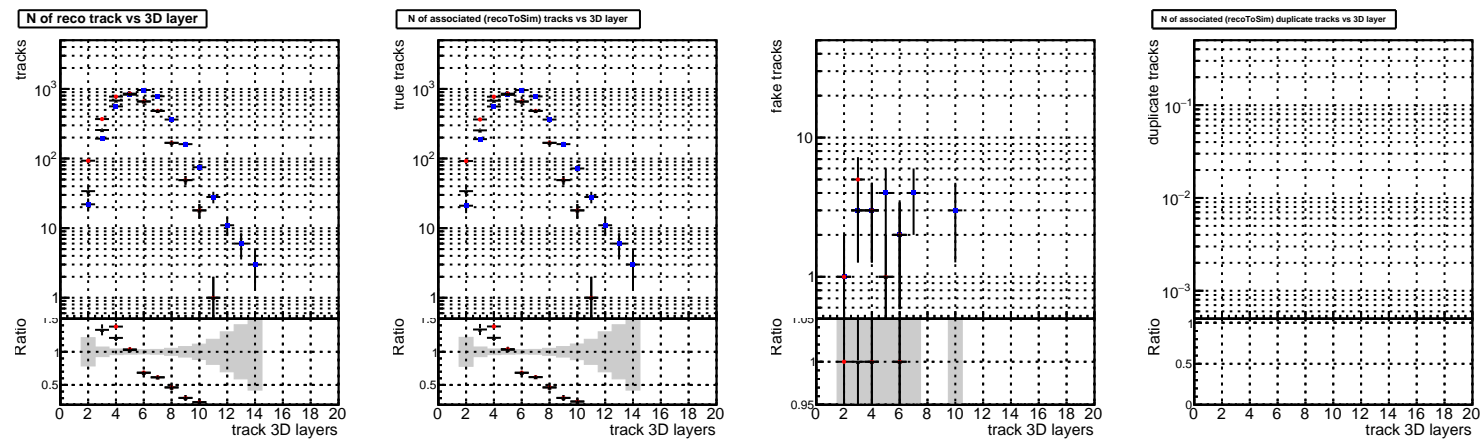 N of reco track vs 3D layer
tracks
10³
10²
10
1
Ratio
1.5
1
0.5
0 2 4 6 8 10 12 14 16 18 20
track 3D layers
N of associated (recoToSim) tracks vs 3D layer
true tracks
10³
10²
10
1
Ratio
1.5
1
0.5
0 2 4 6 8 10 12 14 16 18 20
track 3D layers
fake tracks
10
1
Ratio
1.05
1
0.95
0 2 4 6 8 10 12 14 16 18 20
track 3D layers
N of associated (recoToSim) duplicate tracks vs 3D layer
duplicate tracks
10⁻¹
10⁻²
10⁻³
Ratio
1
0.5
0
0 2 4 6 8 10 12 14 16 18 20
track 3D layers